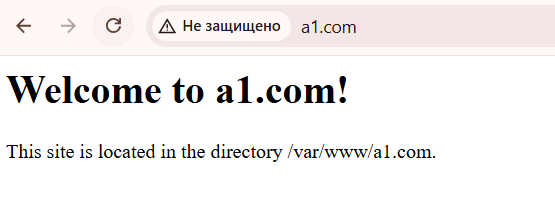 Не защищено a1.com
Welcome to a1.com!
This site is located in the directory /var/www/a1.com.